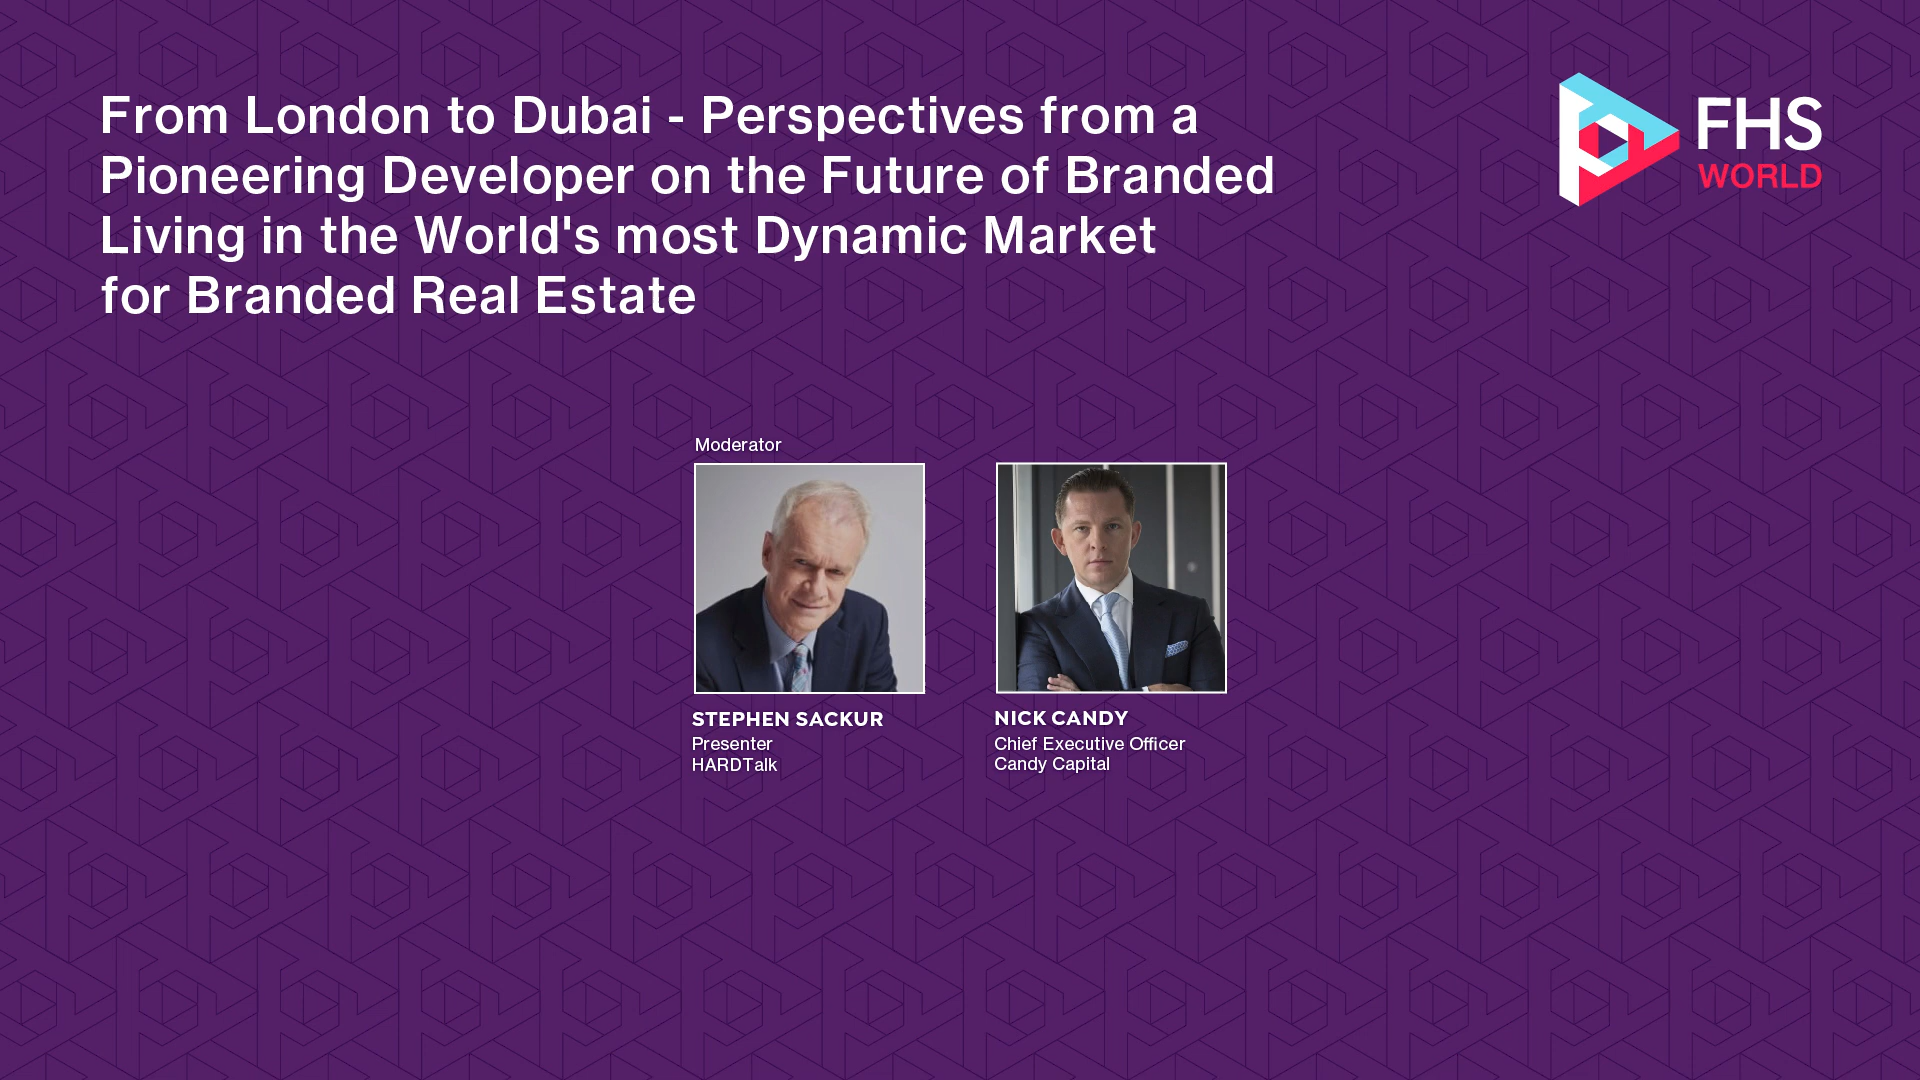 From London to Dubai - Perspectives from a
Pioneering Developer on the Future of Branded
Living in the World's most Dynamic Market
for Branded Real Estate
FHS
WORLD
Moderator
STEPHEN SACKUR
Presenter
HARDTalk
NICK CANDY
Chief Executive Officer
Candy Capital